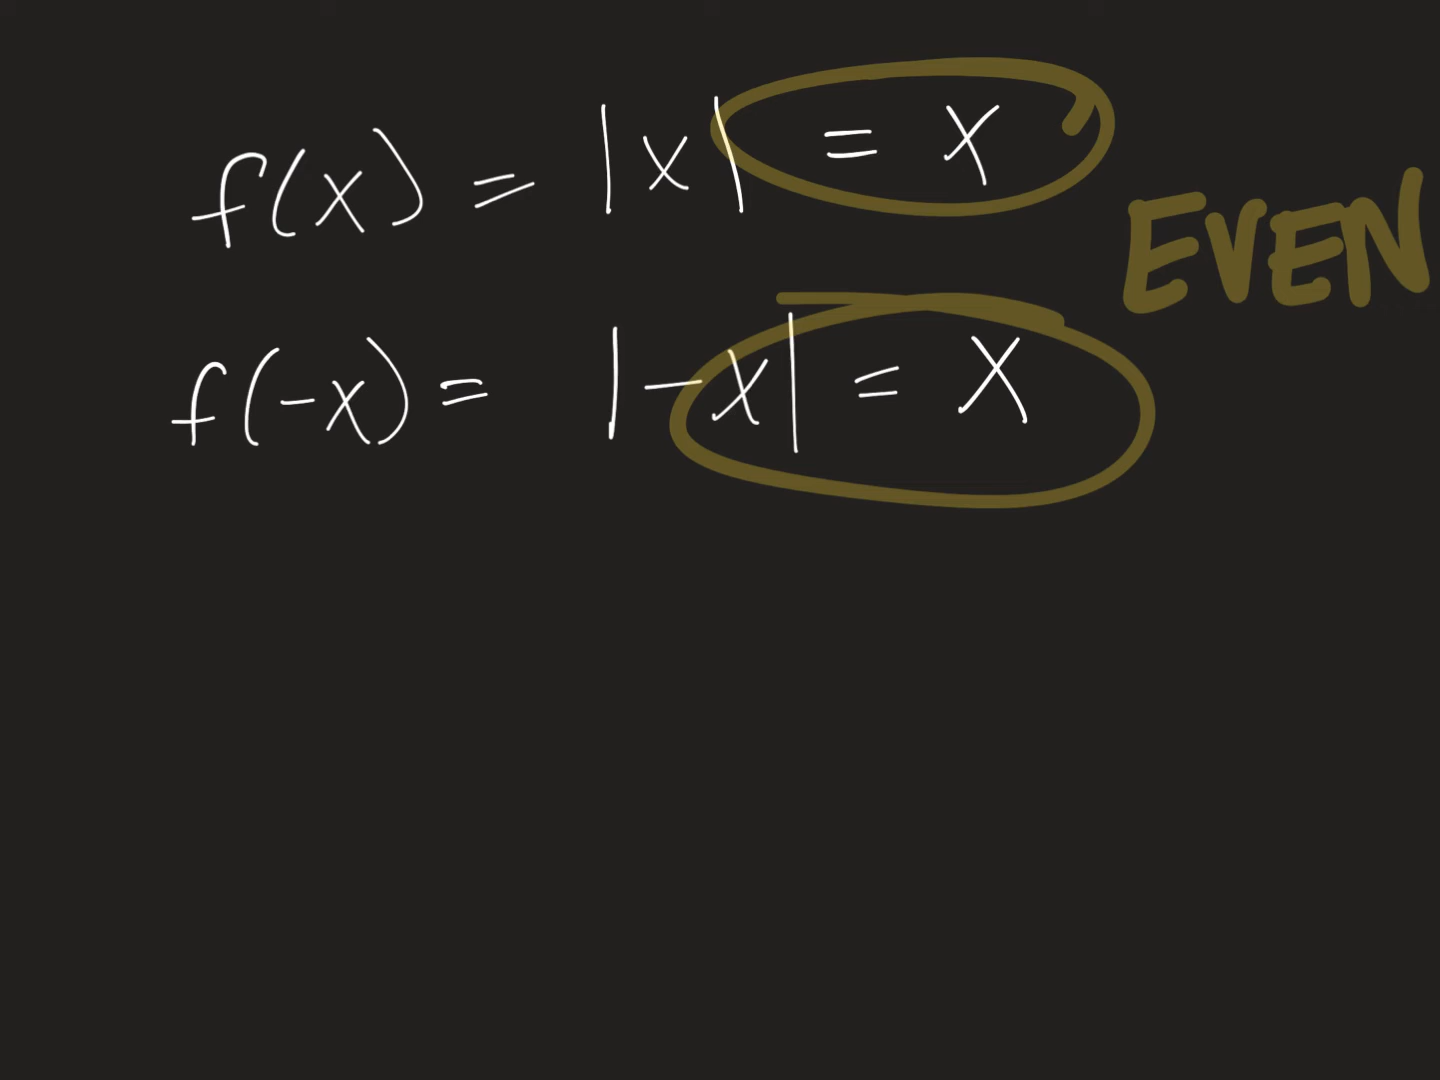 f(x) = |x| = x
EVEN
f(-x) = |-x| = x